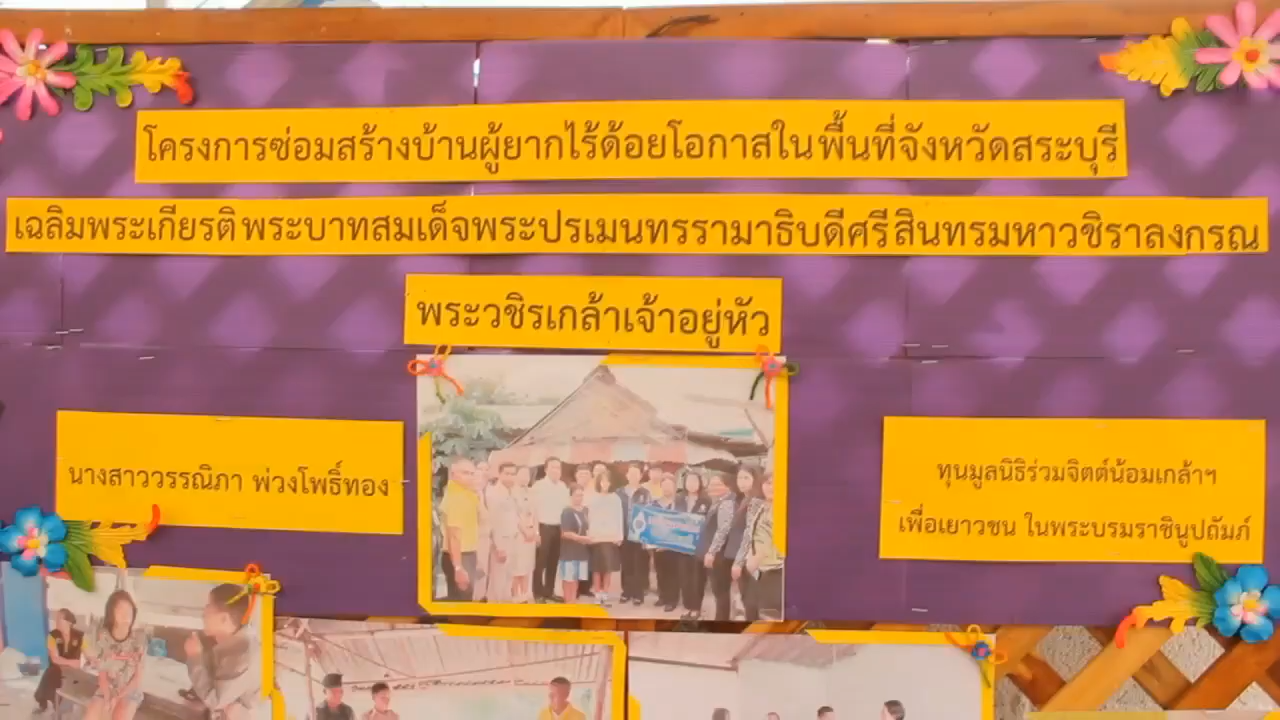 โครงการซ่อมสร้างบ้านผู้ยากไร้ด้อยโอกาสในพื้นที่จังหวัดสระบุรี
เฉลิมพระเกียรติ พระบาทสมเด็จพระปรเมนทรรามาธิบดีศรีสินทรมหาวชิราลงกรณ
พระวชิรเกล้าเจ้าอยู่หัว
นางสาววรรณิภา พ่วงโพธิ์ทอง
ทุนมูลนิธิร่วมจิตต์น้อมเกล้าฯ
เพื่อเยาวชน ในพระบรมราชินูปถัมภ์